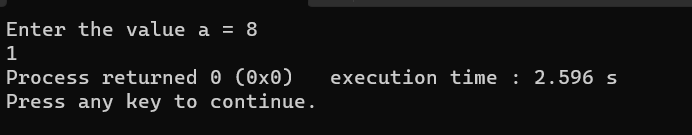 Enter the value a = 8
1
Process returned 0 (0x0)   execution time : 2.596 s
Press any key to continue.